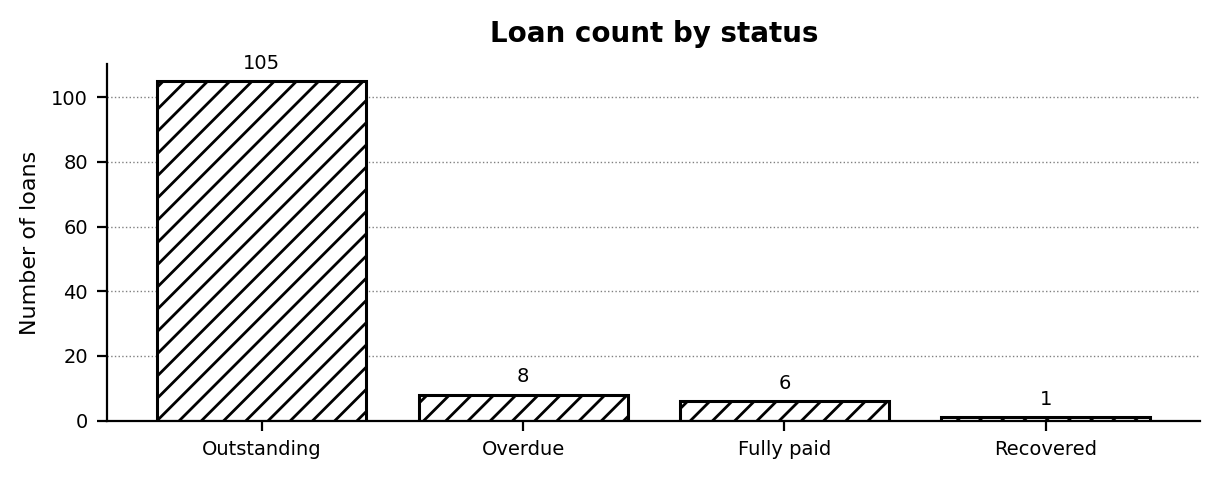 Loan count by status
Number of loans
100
80
60
40
20
0
105
8
6
1
Outstanding
Overdue
Fully paid
Recovered